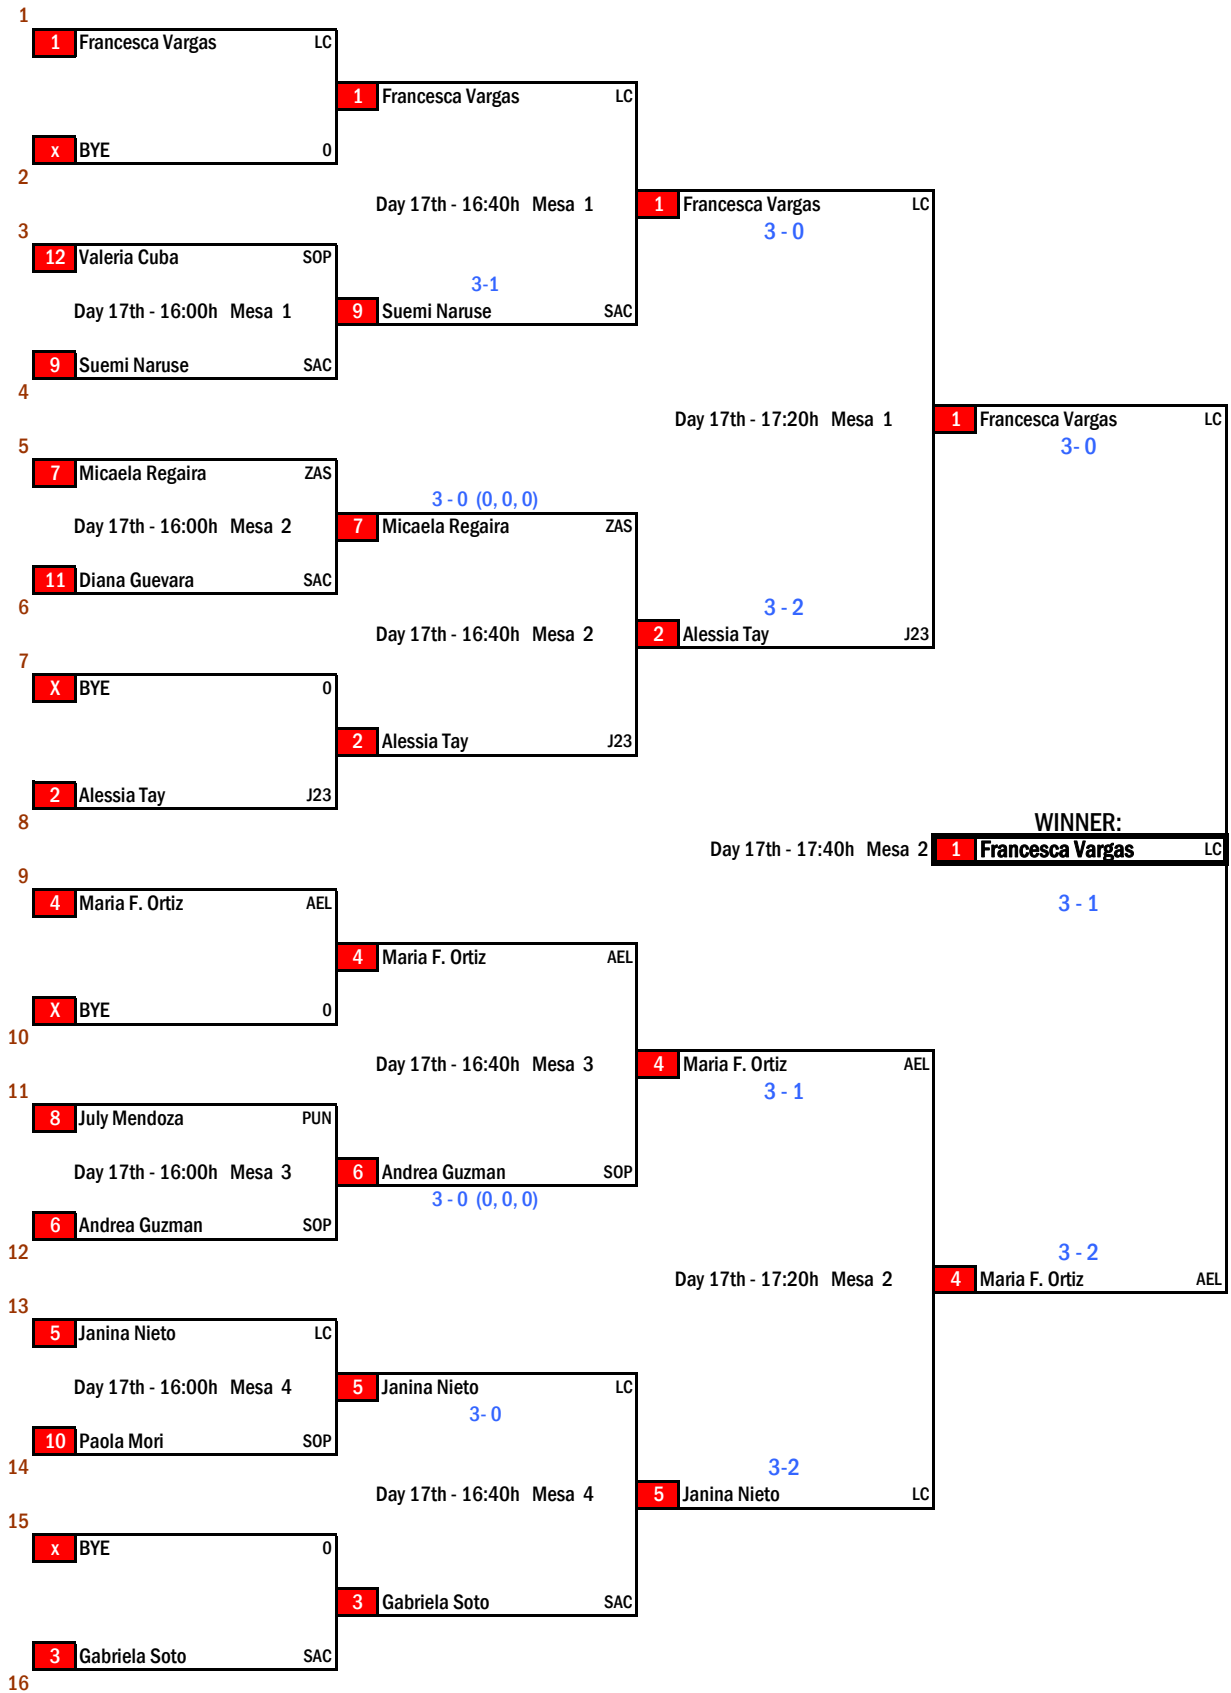 1
1 Francesca Vargas LC
1 Francesca Vargas LC
x BYE 0
2
Day 17th - 16:40h Mesa 1
1 Francesca Vargas LC
3
3 - 0
12 Valeria Cuba SOP
3-1
Day 17th - 16:00h Mesa 1
9 Suemi Naruse SAC
9 Suemi Naruse SAC
4
Day 17th - 17:20h Mesa 1
1 Francesca Vargas LC
5
3- 0
7 Micaela Regaira ZAS
3 - 0 (0, 0, 0)
Day 17th - 16:00h Mesa 2
7 Micaela Regaira ZAS
11 Diana Guevara SAC
6
3 - 2
Day 17th - 16:40h Mesa 2
2 Alessia Tay J23
7
X BYE 0
2 Alessia Tay J23
2 Alessia Tay J23
8
WINNER:
Day 17th - 17:40h Mesa 2
1 Francesca Vargas LC
9
4 Maria F. Ortiz AEL
3 - 1
4 Maria F. Ortiz AEL
X BYE 0
10
Day 17th - 16:40h Mesa 3
4 Maria F. Ortiz AEL
11
3 - 1
8 July Mendoza PUN
Day 17th - 16:00h Mesa 3
6 Andrea Guzman SOP
3 - 0 (0, 0, 0)
6 Andrea Guzman SOP
12
3 - 2
Day 17th - 17:20h Mesa 2
4 Maria F. Ortiz AEL
13
5 Janina Nieto LC
Day 17th - 16:00h Mesa 4
5 Janina Nieto LC
3- 0
10 Paola Mori SOP
14
3-2
Day 17th - 16:40h Mesa 4
5 Janina Nieto LC
15
x BYE 0
3 Gabriela Soto SAC
3 Gabriela Soto SAC
16